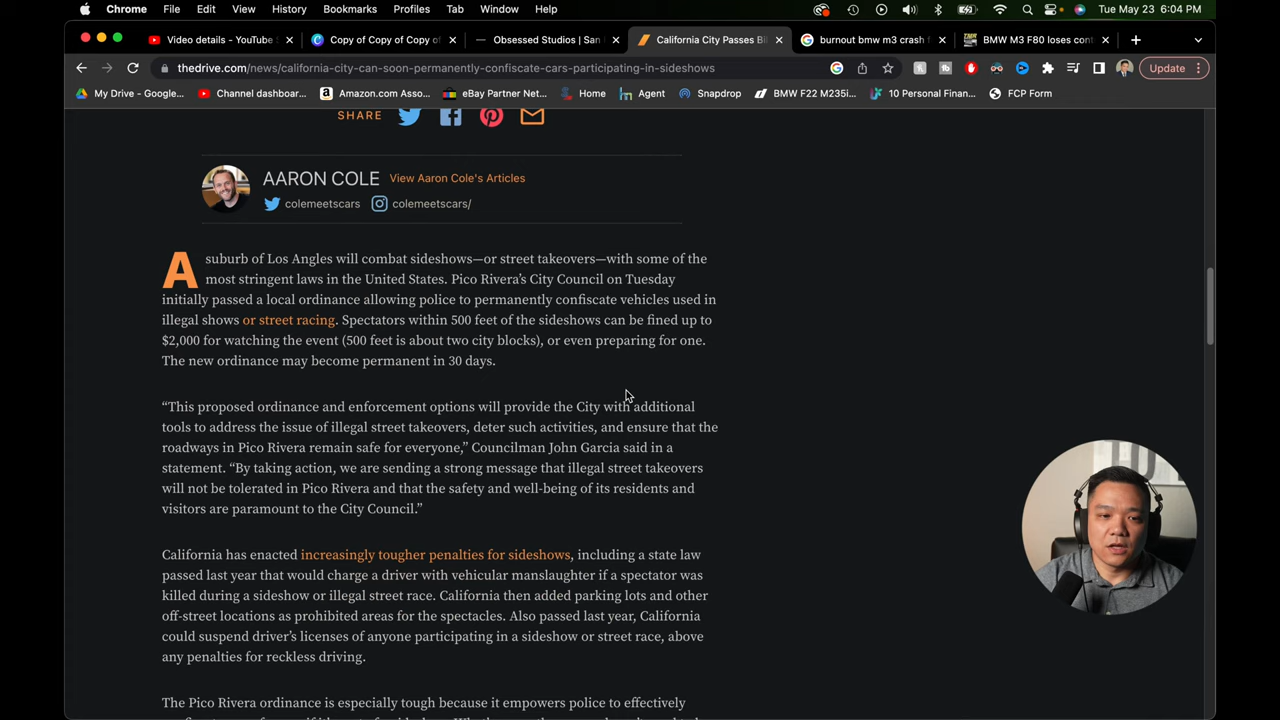 Chrome File Edit View History Bookmarks Profiles Tab Window Help Tue May 23 6:04 PM
Video details - YouTube S Copy of Copy of Copy of Obsessed Studios | San California City Passes Bi burnout bmw m3 crash f BMW M3 F80 loses cont
thedrive.com/news/california-city-can-soon-permanently-confiscate-cars-participating-in-sideshows Update
My Drive - Google... Channel dashboar... Amazon.com Asso... eBay Partner Net... Home Agent Snapdrop BMW F22 M235i... 10 Personal Finan... FCP Form
SHARE
AARON COLE View Aaron Cole's Articles
colemeetscars colemeetscars/
A suburb of Los Angles will combat sideshows—or street takeovers—with some of the
most stringent laws in the United States. Pico Rivera's City Council on Tuesday
initially passed a local ordinance allowing police to permanently confiscate vehicles used in
illegal shows or street racing. Spectators within 500 feet of the sideshows can be fined up to
$2,000 for watching the event (500 feet is about two city blocks), or even preparing for one.
The new ordinance may become permanent in 30 days.
“This proposed ordinance and enforcement options will provide the City with additional
tools to address the issue of illegal street takeovers, deter such activities, and ensure that the
roadways in Pico Rivera remain safe for everyone,” Councilman John Garcia said in a
statement. “By taking action, we are sending a strong message that illegal street takeovers
will not be tolerated in Pico Rivera and that the safety and well-being of its residents and
visitors are paramount to the City Council.”
California has enacted increasingly tougher penalties for sideshows, including a state law
passed last year that would charge a driver with vehicular manslaughter if a spectator was
killed during a sideshow or illegal street race. California then added parking lots and other
off-street locations as prohibited areas for the spectacles. Also passed last year, California
could suspend driver's licenses of anyone participating in a sideshow or street race, above
any penalties for reckless driving.
The Pico Rivera ordinance is especially tough because it empowers police to effectively